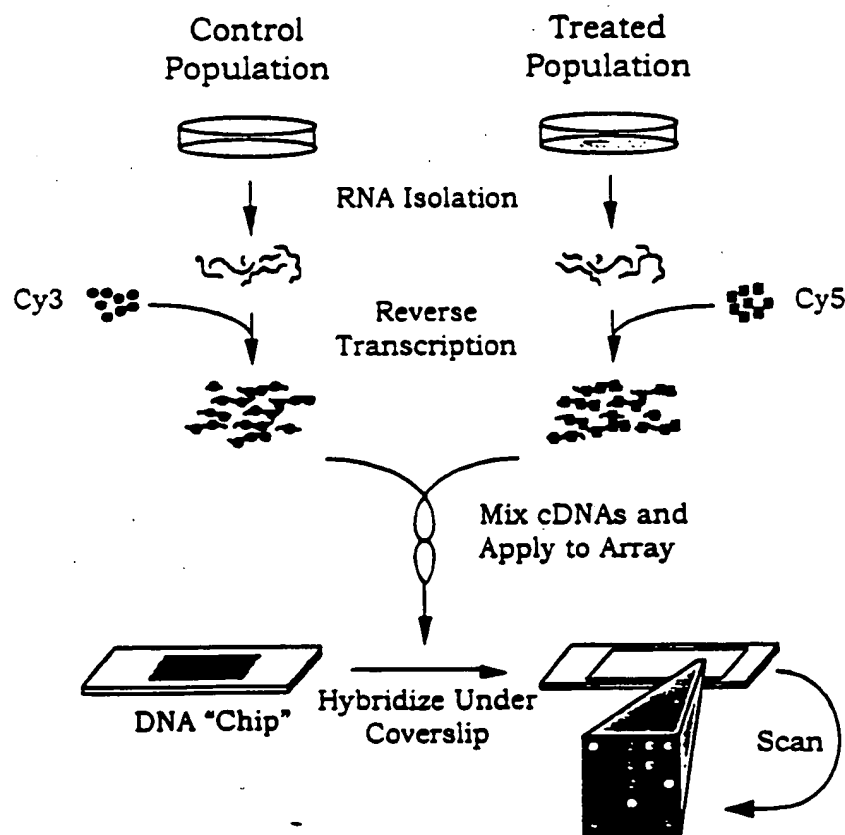 Control
Population
Treated
Population
RNA Isolation
Cy3
Reverse
Transcription
Cy5
Mix cDNAs and
Apply to Array
DNA "Chip"
Hybridize Under
Coverslip
Scan